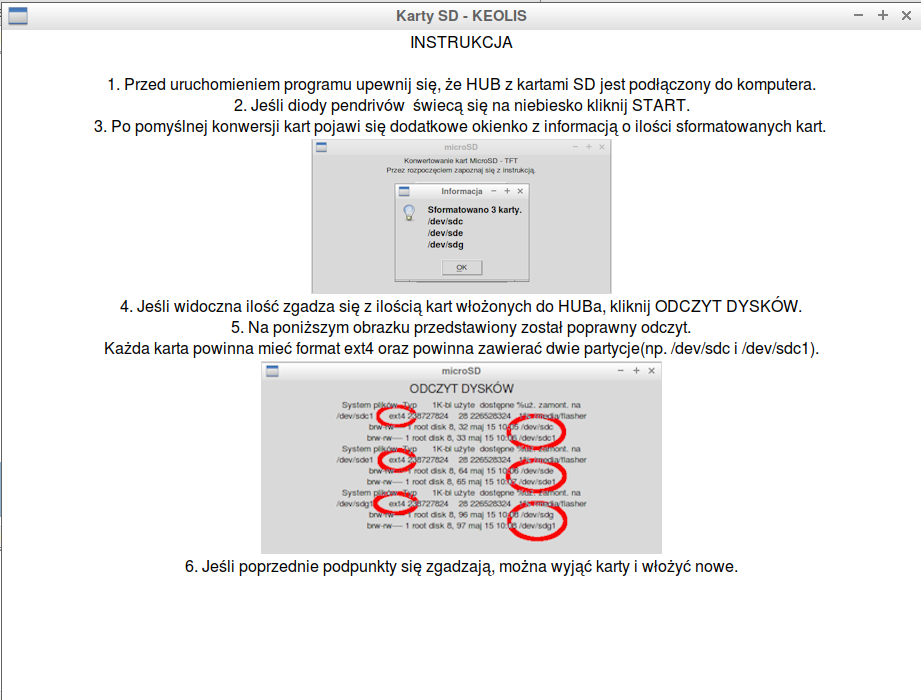 Karty SD - KEOLIS
INSTRUKCJA
1. Przed uruchomieniem programu upewnij się, że HUB z kartami SD jest podłączony do komputera.
2. Jeśli diody pendrivów świecą się na niebiesko kliknij START.
3. Po pomyślnej konwersji kart pojawi się dodatkowe okienko z informacją o ilości sformatowanych kart.
microSD
Konwertowanie kart MicroSD - TFT
Przez rozpoczęciem zapoznaj się z instrukcją.
Informacja
Sformatowano 3 karty.
/dev/sdc
/dev/sde
/dev/sdg
OK
4. Jeśli widoczna ilość zgadza się z ilością kart włożonych do HUBa, kliknij ODCZYT DYSKÓW.
5. Na poniższym obrazku przedstawiony został poprawny odczyt.
Każda karta powinna mieć format ext4 oraz powinna zawierać dwie partycje(np. /dev/sdc i /dev/sdc1).
microSD
ODCZYT DYSKÓW
System plików Typ 1K-bl użyte dostępne %uż. zamont. na
/dev/sdc1 ext4 238727824 28 226528324 1% /media/flasher
brw-rw---- 1 root disk 8, 32 maj 15 10:05 /dev/sdc
brw-rw---- 1 root disk 8, 33 maj 15 10:06 /dev/sdc1
System plików Typ 1K-bl użyte dostępne %uż. zamont. na
/dev/sde1 ext4 238727824 28 226528324 1% /media/flasher
brw-rw---- 1 root disk 8, 64 maj 15 10:06 /dev/sde
brw-rw---- 1 root disk 8, 65 maj 15 10:07 /dev/sde1
System plików Typ 1K-bl użyte dostępne %uż. zamont. na
/dev/sdg1 ext4 238727824 28 226528324 1% /media/flasher
brw-rw---- 1 root disk 8, 96 maj 15 10:08 /dev/sdg
brw-rw---- 1 root disk 8, 97 maj 15 10:08 /dev/sdg1
6. Jeśli poprzednie podpunkty się zgadzają, można wyjąć karty i włożyć nowe.